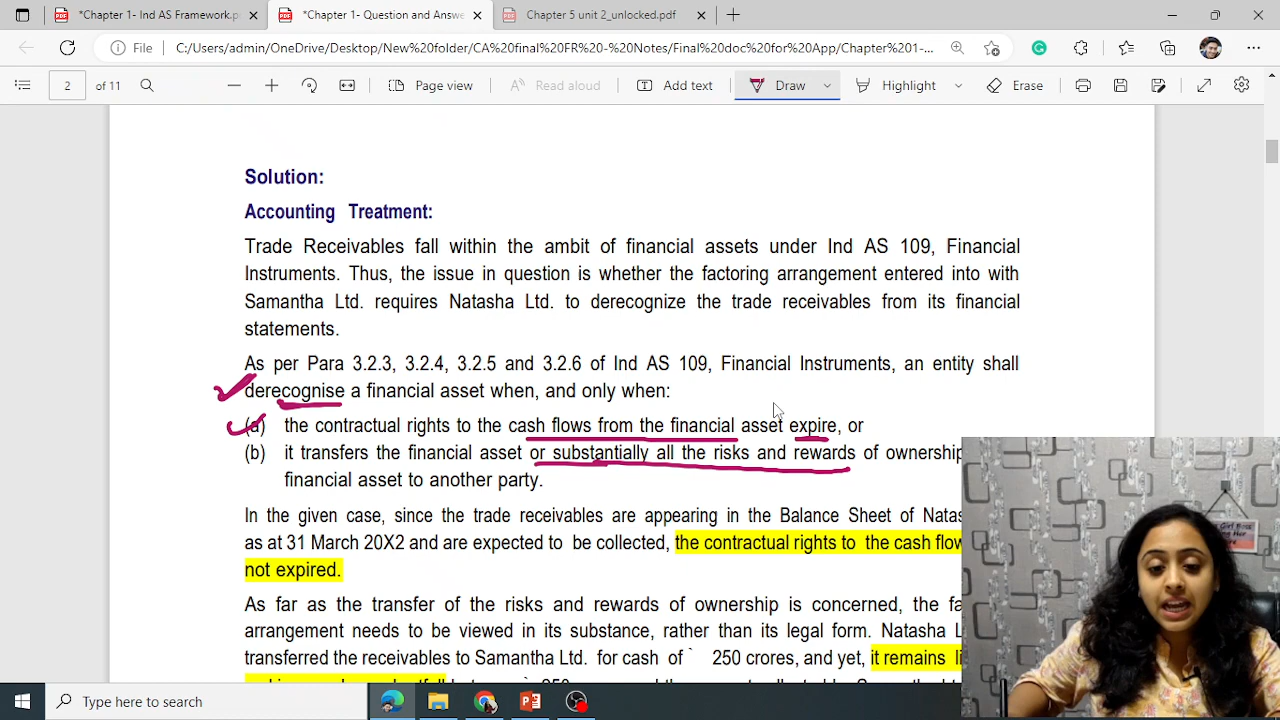 *Chapter 1- Ind AS Framework.p
*Chapter 1- Question and Answe
Chapter 5 unit 2_unlocked.pdf
File
C:/Users/admin/OneDrive/Desktop/New%20folder/CA%20Final%20FR%20-%20Notes/Final%20doc%20for%20App/Chapter%201-...
2 of 11
Page view
Read aloud
Add text
Draw
Highlight
Erase
Solution:
Accounting Treatment:
Trade Receivables fall within the ambit of financial assets under Ind AS 109, Financial
Instruments. Thus, the issue in question is whether the factoring arrangement entered into with
Samantha Ltd. requires Natasha Ltd. to derecognize the trade receivables from its financial
statements.
As per Para 3.2.3, 3.2.4, 3.2.5 and 3.2.6 of Ind AS 109, Financial Instruments, an entity shall
derecognise a financial asset when, and only when:
(a) the contractual rights to the cash flows from the financial asset expire, or
(b) it transfers the financial asset or substantially all the risks and rewards of ownership
financial asset to another party.
In the given case, since the trade receivables are appearing in the Balance Sheet of Natas
as at 31 March 20X2 and are expected to be collected, the contractual rights to the cash flow
not expired.
As far as the transfer of the risks and rewards of ownership is concerned, the fa
arrangement needs to be viewed in its substance, rather than its legal form. Natasha L
transferred the receivables to Samantha Ltd. for cash of ` 250 crores, and yet, it remains li
Type here to search